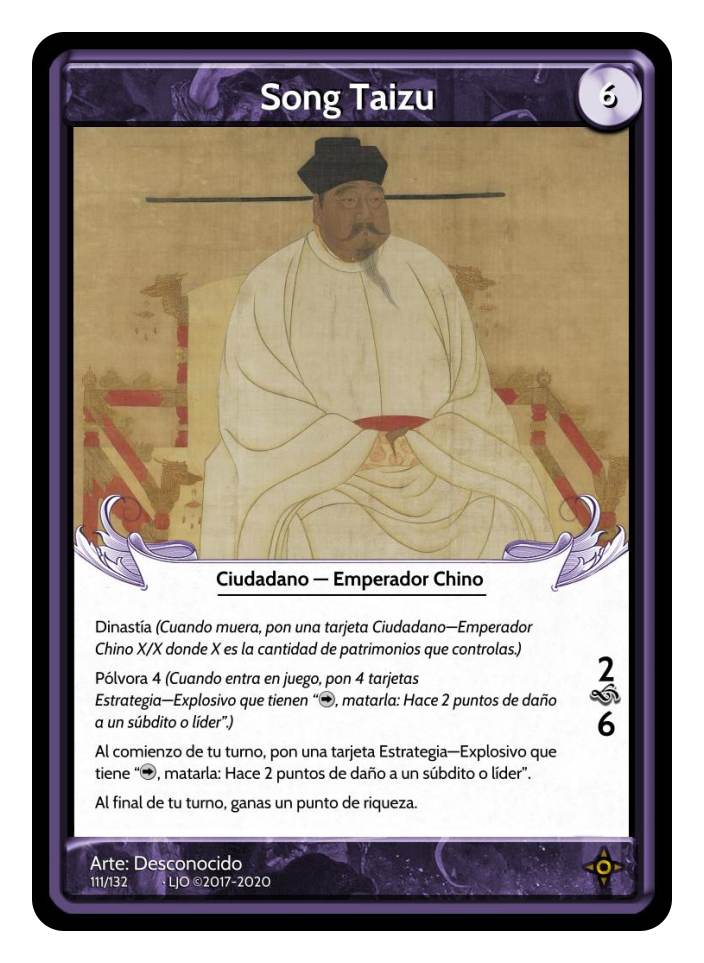 Song Taizu
6
Ciudadano — Emperador Chino
Dinastía (Cuando muera, pon una tarjeta Ciudadano—Emperador
Chino X/X donde X es la cantidad de patrimonios que controlas.)
Pólvora 4 (Cuando entra en juego, pon 4 tarjetas
Estrategia—Explosivo que tienen “➡, matarla: Hace 2 puntos de daño
a un súbdito o líder”.)
Al comienzo de tu turno, pon una tarjeta Estrategia—Explosivo que
tiene “➡, matarla: Hace 2 puntos de daño a un súbdito o líder”.
Al final de tu turno, ganas un punto de riqueza.
2
6
Arte: Desconocido
111/132 · LJO ©2017-2020